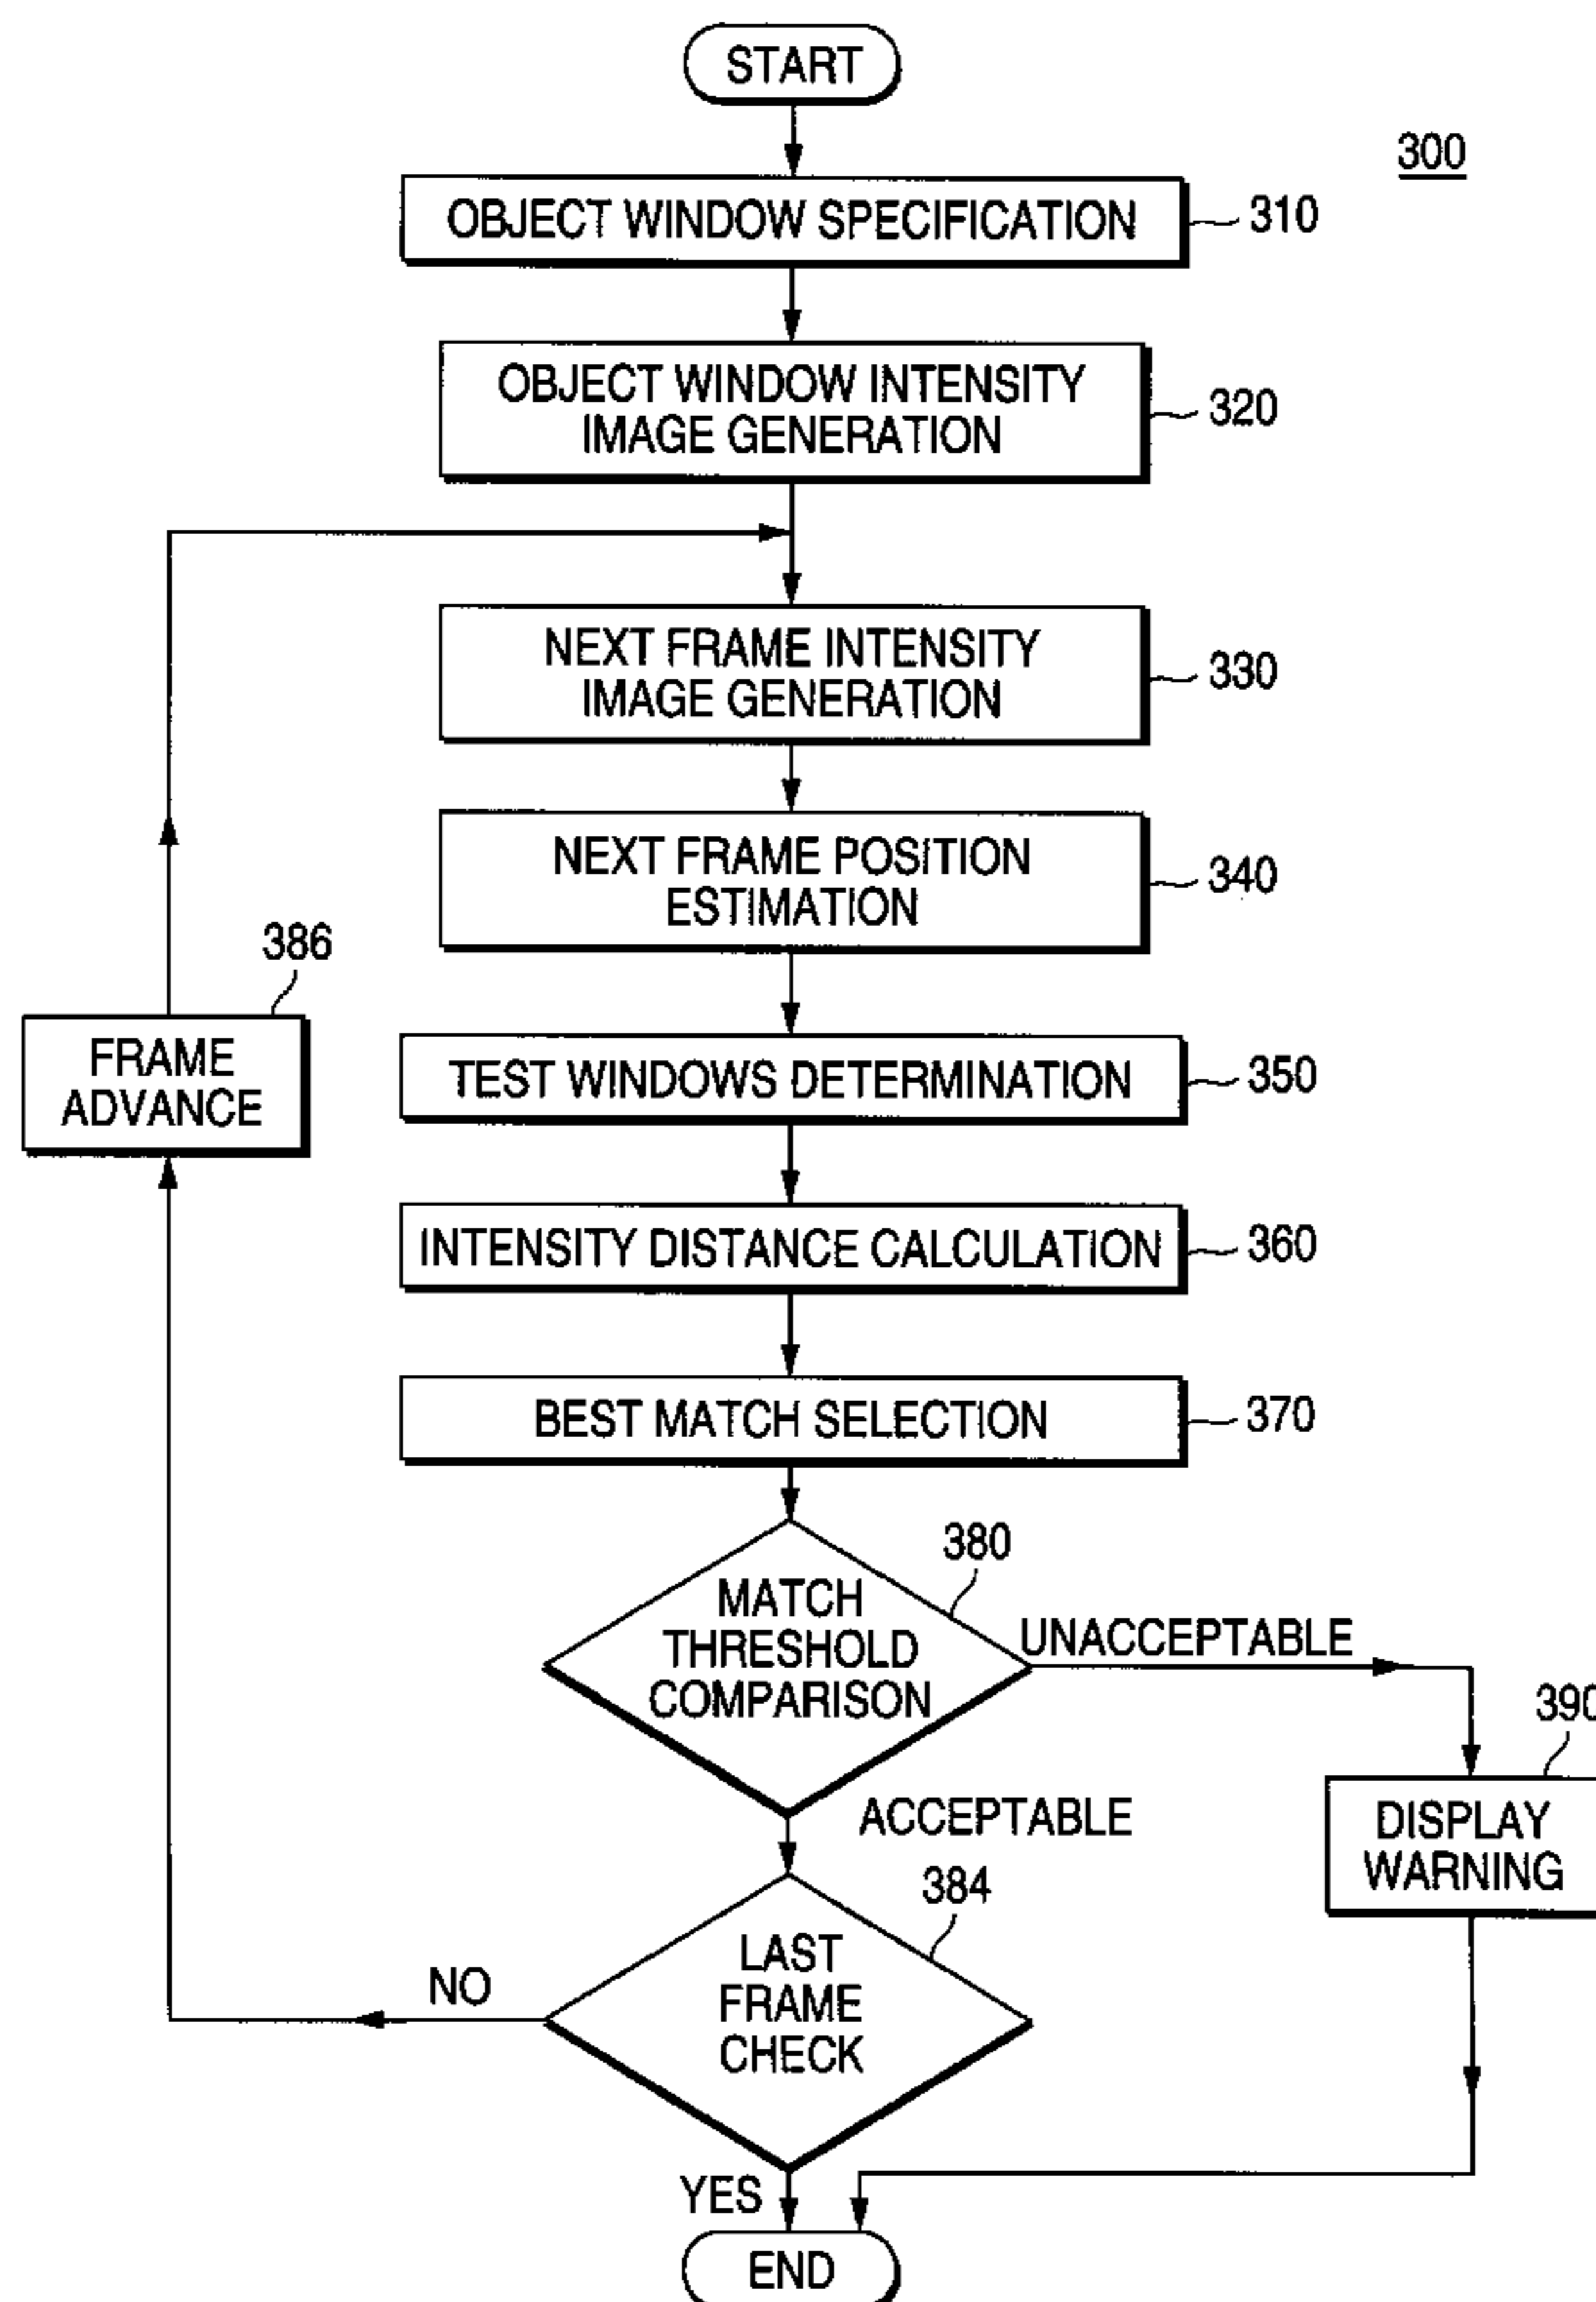 START
300
OBJECT WINDOW SPECIFICATION
310
OBJECT WINDOW INTENSITY
IMAGE GENERATION
320
NEXT FRAME INTENSITY
IMAGE GENERATION
330
NEXT FRAME POSITION
ESTIMATION
340
386
FRAME
ADVANCE
TEST WINDOWS DETERMINATION
350
INTENSITY DISTANCE CALCULATION
360
BEST MATCH SELECTION
370
380
MATCH
THRESHOLD
COMPARISON
UNACCEPTABLE
390
DISPLAY
WARNING
ACCEPTABLE
384
LAST
FRAME
CHECK
NO
YES
END